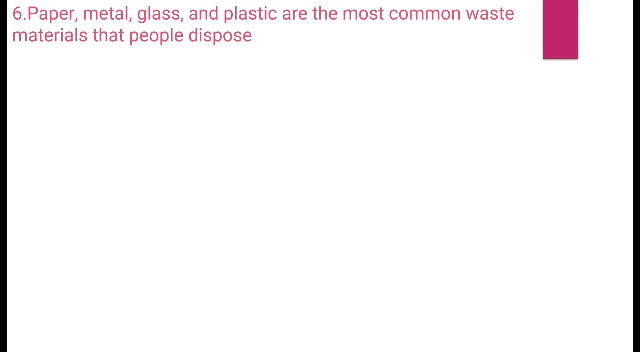 6.Paper, metal, glass, and plastic are the most common waste
materials that people dispose